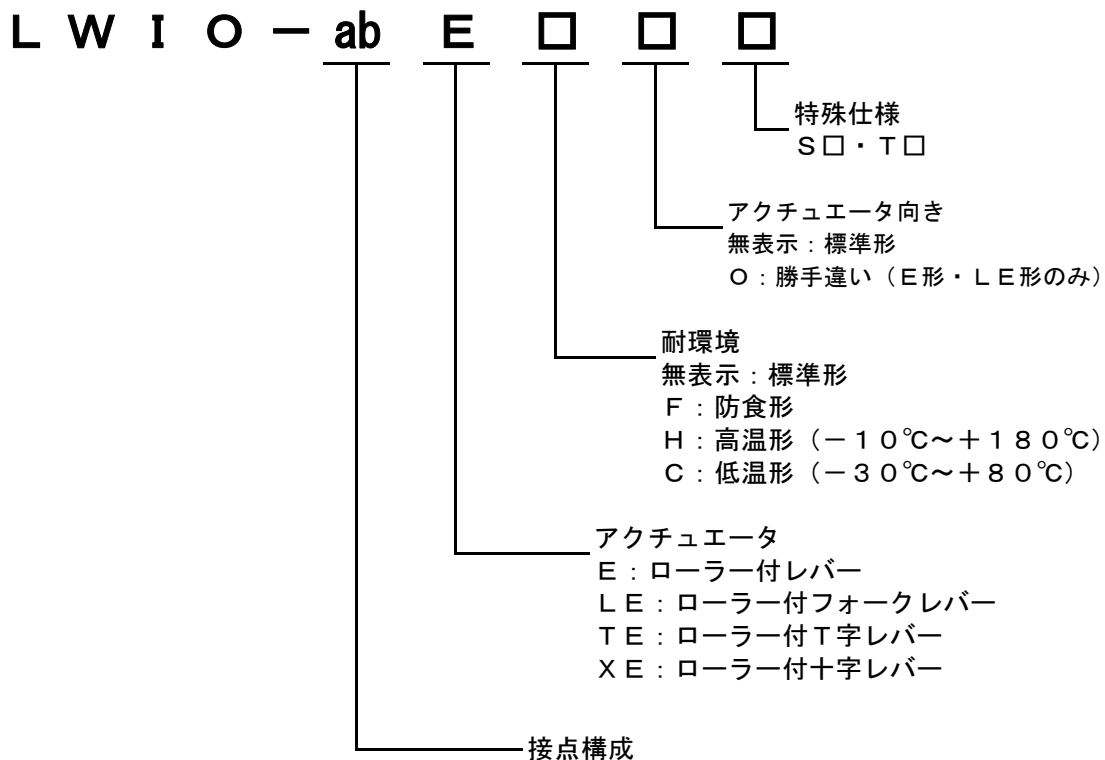 ＬＷＩＯ－ab Ｅ □ □ □
特殊仕様
Ｓ□・Ｔ□
アクチュエータ向き
無表示：標準形
Ｏ：勝手違い（Ｅ形・ＬＥ形のみ）
耐環境
無表示：標準形
Ｆ：防食形
Ｈ：高温形（－１０℃～＋１８０℃）
Ｃ：低温形（－３０℃～＋８０℃）
アクチュエータ
Ｅ：ローラー付レバー
ＬＥ：ローラー付フォークレバー
ＴＥ：ローラー付Ｔ字レバー
ＸＥ：ローラー付十字レバー
接点構成